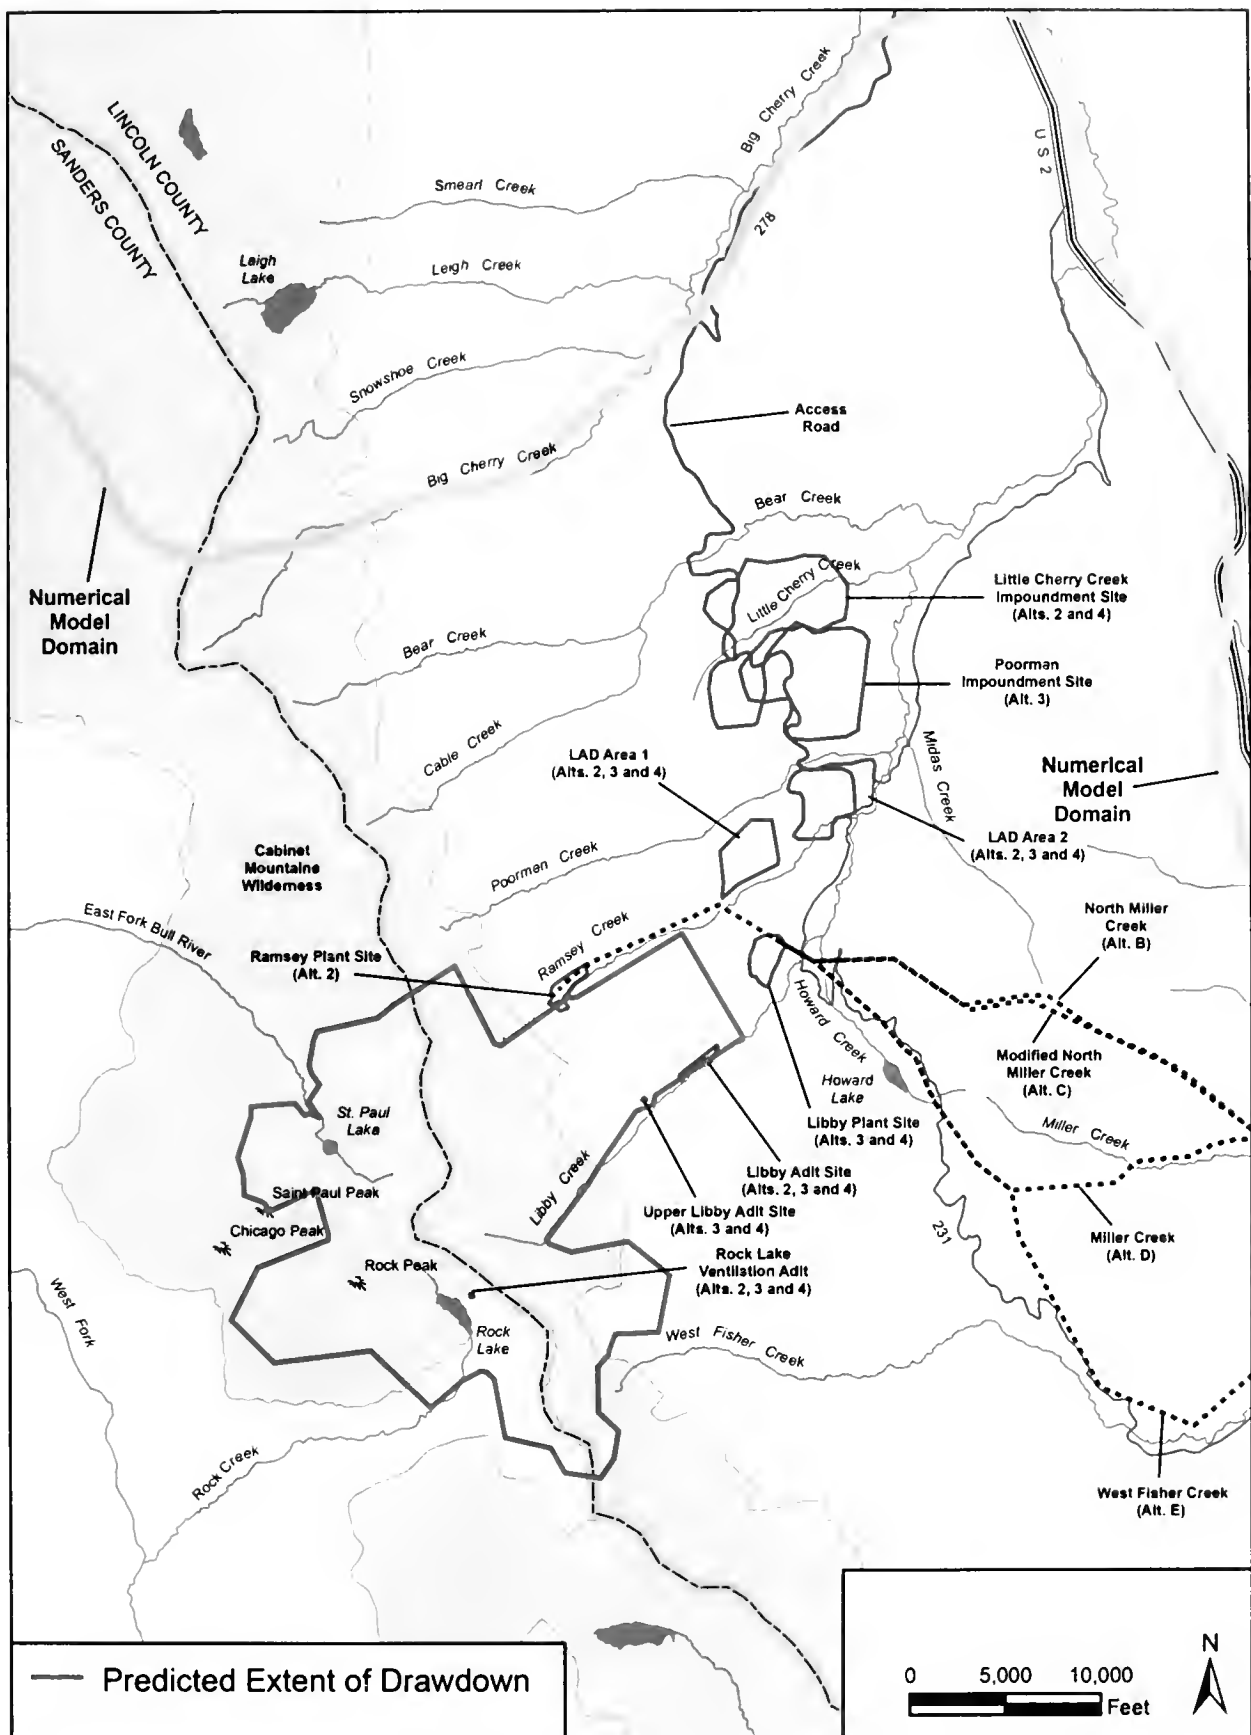 Big Cherry Creek
US 2
LINCOLN COUNTY
SANDERS COUNTY
Smearl Creek
278
Leigh
Lake
Leigh Creek
Snowshoe Creek
Access
Road
Big Cherry Creek
Bear Creek
Numerical
Model
Domain
Little Cherry Creek
Little Cherry Creek
Impoundment Site
(Alts. 2 and 4)
Bear Creek
Poorman
Impoundment Site
(Alt. 3)
Cable Creek
Midas Creek
LAD Area 1
(Alts. 2, 3 and 4)
Numerical
Model
Domain
LAD Area 2
(Alts. 2, 3 and 4)
Cabinet
Mountaine
Wilderness
Poormen Creek
East Fork Bull River
North Miller
Creek
(Alt. B)
Ramsey Creek
Ramsey Plant Site
(Alt. 2)
Howard Creek
Modified North
Miller Creek
(Alt. C)
Howard
Lake
St. Paul
Lake
Libby Plant Site
(Alts. 3 and 4)
Miller Creek
Libby Adit Site
(Alts. 2, 3 and 4)
Libby Creek
Saint Paul Peak
Upper Libby Adit Site
(Alts. 3 and 4)
Chicago Peak
231
Miller Creek
(Alt. D)
Rock Lake
Ventilation Adit
(Alts. 2, 3 and 4)
Rock Peak
West Fork
Rock
Lake
West Fisher Creek
Rock Creek
West Fisher Creek
(Alt. E)
Predicted Extent of Drawdown
N
0 5,000 10,000
Feet